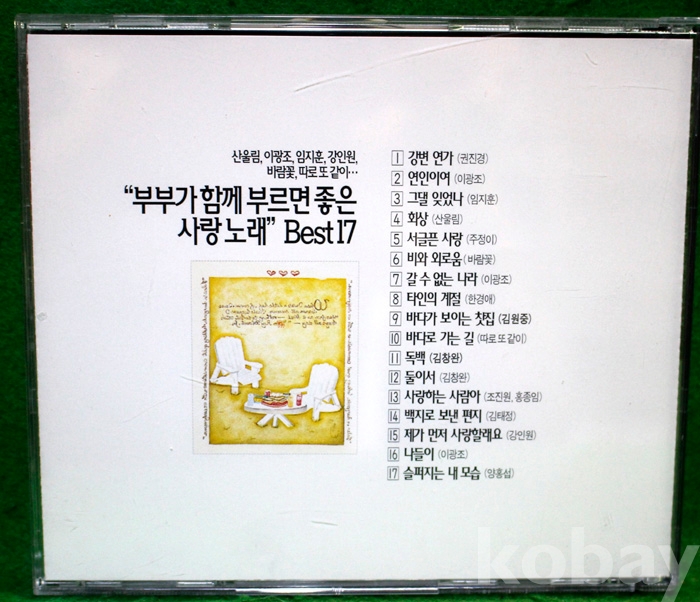 산울림, 이광조, 임지훈, 강인원,
바람꽃, 따로 또 같이…
“부부가 함께 부르면 좋은
사랑 노래” Best 17
1 강변 연가 (권진경)
2 연인이여 (이광조)
3 그댈 잊었나 (임지훈)
4 화상 (산울림)
5 서글픈 사랑 (주정이)
6 비와 외로움 (바람꽃)
7 갈 수 없는 나라 (이광조)
8 타인의 계절 (한경애)
9 바다가 보이는 찻집 (김원중)
10 바다로 가는 길 (따로 또 같이)
11 독백 (김창완)
12 둘이서 (김창완)
13 사랑하는 사람아 (조진원, 홍종임)
14 백지로 보낸 편지 (김태정)
15 제가 먼저 사랑할래요 (강인원)
16 나들이 (이광조)
17 슬퍼지는 내 모습 (양홍섭)
kobay